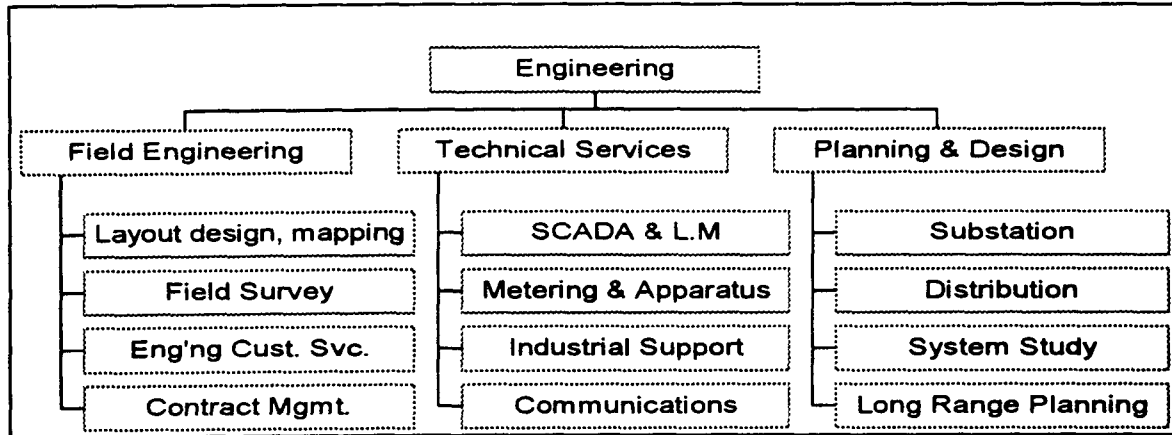 Engineering
Field Engineering
Technical Services
Planning & Design
Layout design, mapping
SCADA & L.M
Substation
Field Survey
Metering & Apparatus
Distribution
Eng'ng Cust. Svc.
Industrial Support
System Study
Contract Mgmt.
Communications
Long Range Planning